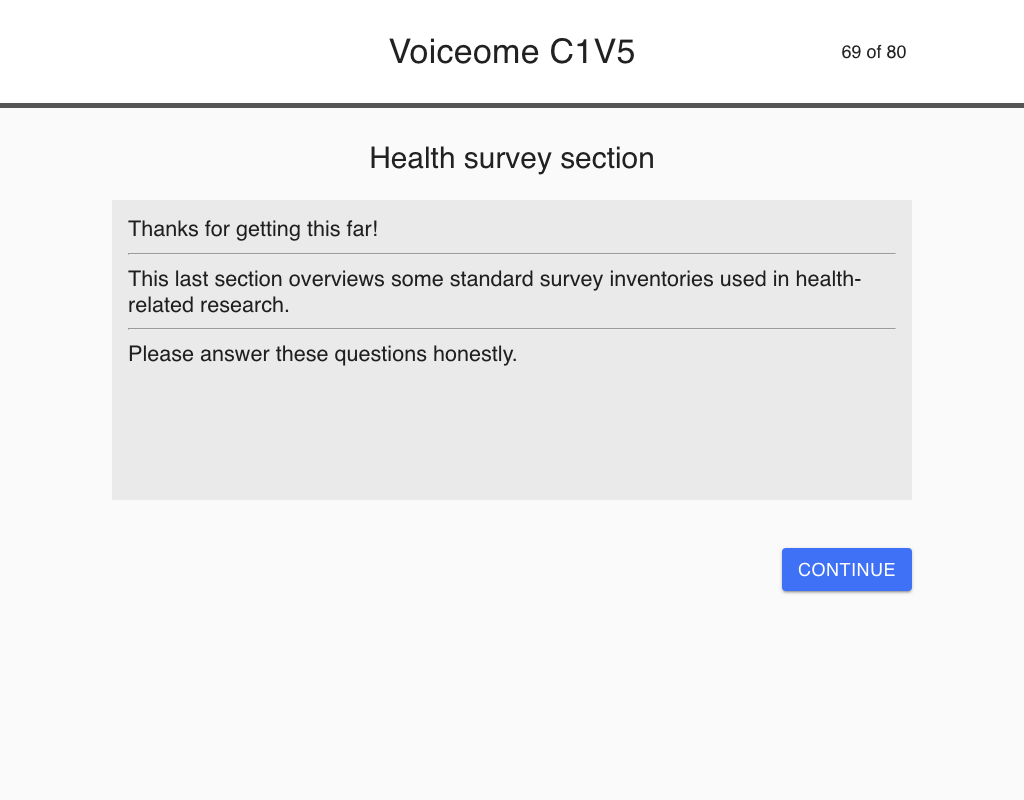 Voiceome C1V5
69 of 80
Health survey section
Thanks for getting this far!
This last section overviews some standard survey inventories used in health-
related research.
Please answer these questions honestly.
CONTINUE